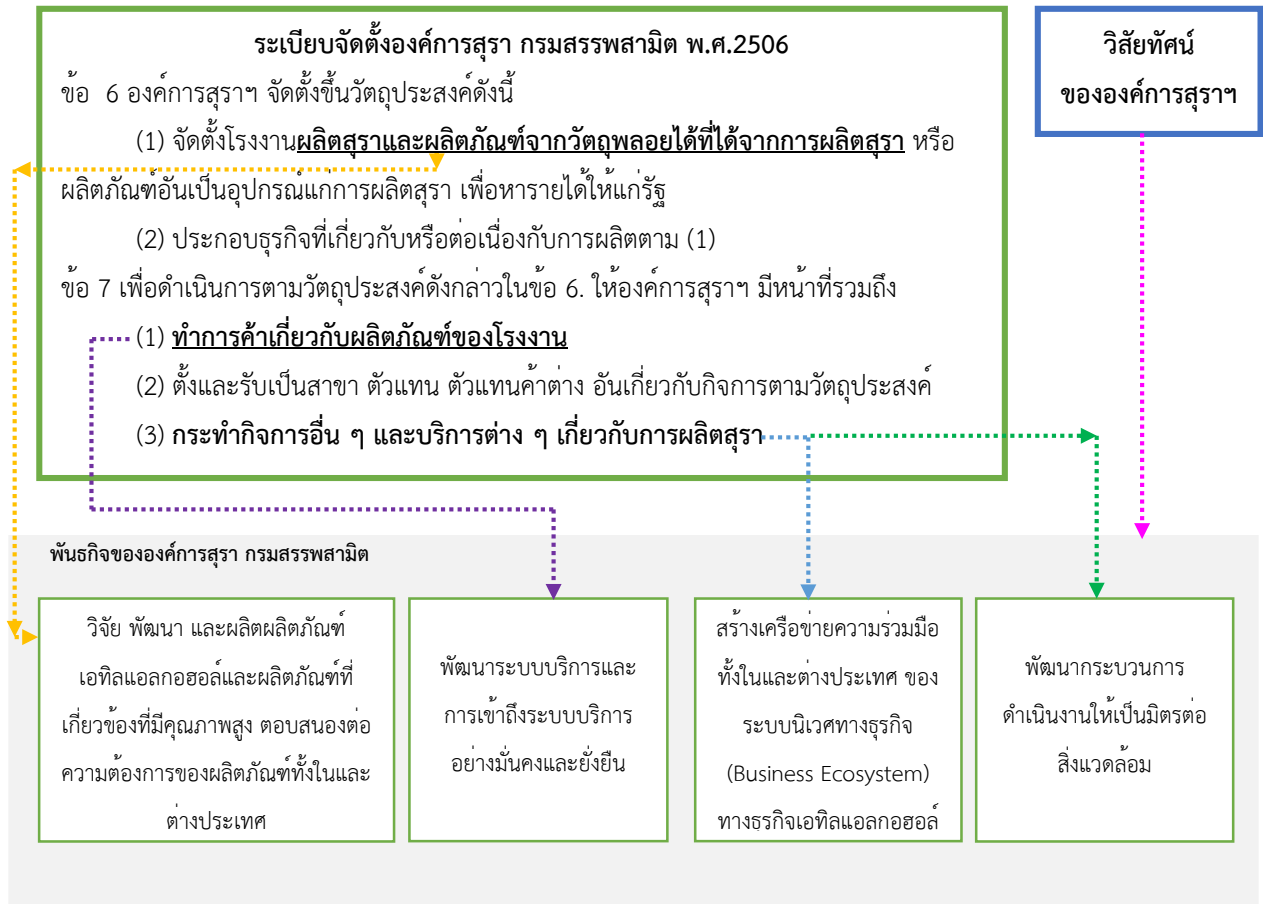 ระเบียบจัดตั้งองค์การสุรา กรมสรรพสามิต พ.ศ.2506
ข้อ 6 องค์การสุราฯ จัดตั้งขึ้นวัตถุประสงค์ดังนี้
(1) จัดตั้งโรงงานผลิตสุราและผลิตภัณฑ์จากวัตถุพลอยได้ที่ได้จากการผลิตสุรา หรือ
ผลิตภัณฑ์อันเป็นอุปกรณ์แก่การผลิตสุรา เพื่อหารายได้ให้แก่รัฐ
(2) ประกอบธุรกิจที่เกี่ยวกับหรือต่อเนื่องกับการผลิตตาม (1)
ข้อ 7 เพื่อดำเนินการตามวัตถุประสงค์ดังกล่าวในข้อ 6. ให้องค์การสุราฯ มีหน้าที่รวมถึง
(1) ทำการค้าเกี่ยวกับผลิตภัณฑ์ของโรงงาน
(2) ตั้งและรับเป็นสาขา ตัวแทน ตัวแทนค้าต่าง อันเกี่ยวกับกิจการตามวัตถุประสงค์
(3) กระทำกิจการอื่น ๆ และบริการต่าง ๆ เกี่ยวกับการผลิตสุรา
วิสัยทัศน์
ขององค์การสุราฯ
พันธกิจขององค์การสุรา กรมสรรพสามิต
วิจัย พัฒนา และผลิตผลิตภัณฑ์
เอทิลแอลกอฮอล์และผลิตภัณฑ์ที่
เกี่ยวข้องที่มีคุณภาพสูง ตอบสนองต่อ
ความต้องการของผลิตภัณฑ์ทั้งในและ
ต่างประเทศ
พัฒนาระบบบริการและ
การเข้าถึงระบบบริการ
อย่างมั่นคงและยั่งยืน
สร้างเครือข่ายความร่วมมือ
ทั้งในและต่างประเทศ ของ
ระบบนิเวศทางธุรกิจ
(Business Ecosystem)
ทางธุรกิจเอทิลแอลกอฮอล์
พัฒนากระบวนการ
ดำเนินงานให้เป็นมิตรต่อ
สิ่งแวดล้อม